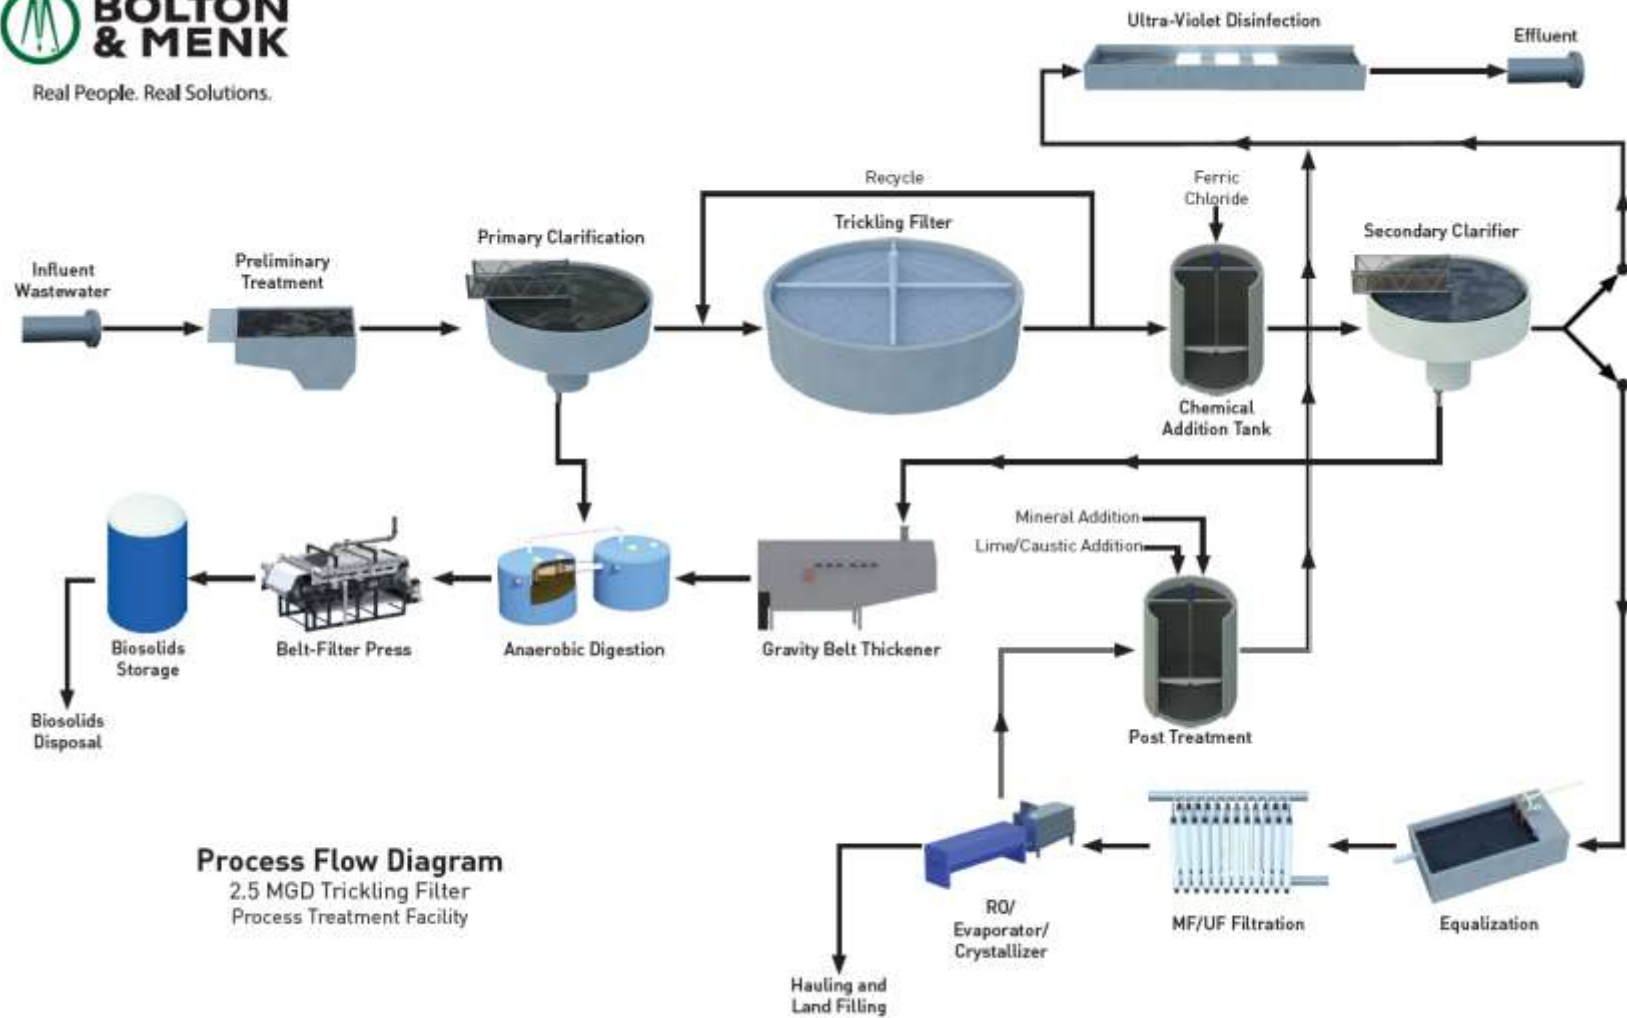 BOLTON
& MENK
Real People. Real Solutions.
Ultra-Violet Disinfection
Effluent
Recycle
Ferric
Chloride
Trickling Filter
Primary Clarification
Secondary Clarifier
Preliminary
Treatment
Influent
Wastewater
Chemical
Addition Tank
Mineral Addition
Lime/Caustic Addition
Biosolids
Storage
Belt-Filter Press
Anaerobic Digestion
Gravity Belt Thickener
Biosolids
Disposal
Post Treatment
Process Flow Diagram
2.5 MGD Trickling Filter
Process Treatment Facility
RO/
Evaporator/
Crystallizer
MF/UF Filtration
Equalization
Hauling and
Land Filling